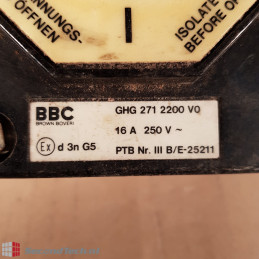 NENNUNGS-
ÖFFNEN
ISOLATE
BEFORE O
BBC
BROWN BOVERI
GHG 271 2200 V0
16 A 250 V ~
Ex d 3n G5
PTB Nr. III B/E-25211